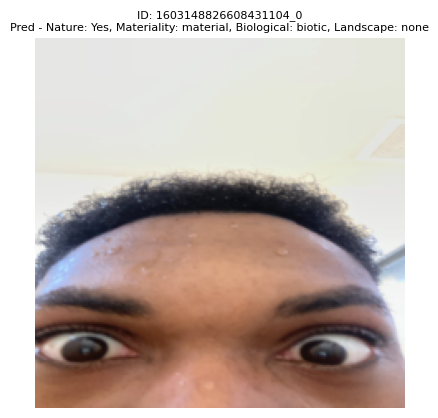 ID: 1603148826608431104_0
Pred - Nature: Yes, Materiality: material, Biological: biotic, Landscape: none